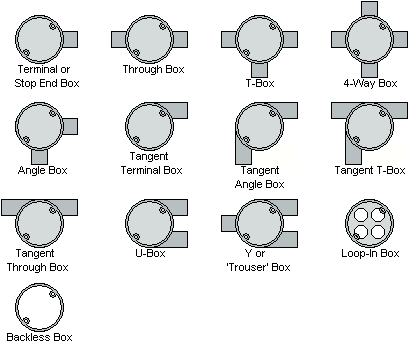 Terminal or
Stop End Box
Through Box
T-Box
4-Way Box
Angle Box
Tangent
Terminal Box
Tangent
Angle Box
Tangent T-Box
Tangent
Through Box
U-Box
Y or
'Trouser' Box
Loop-In Box
Backless Box